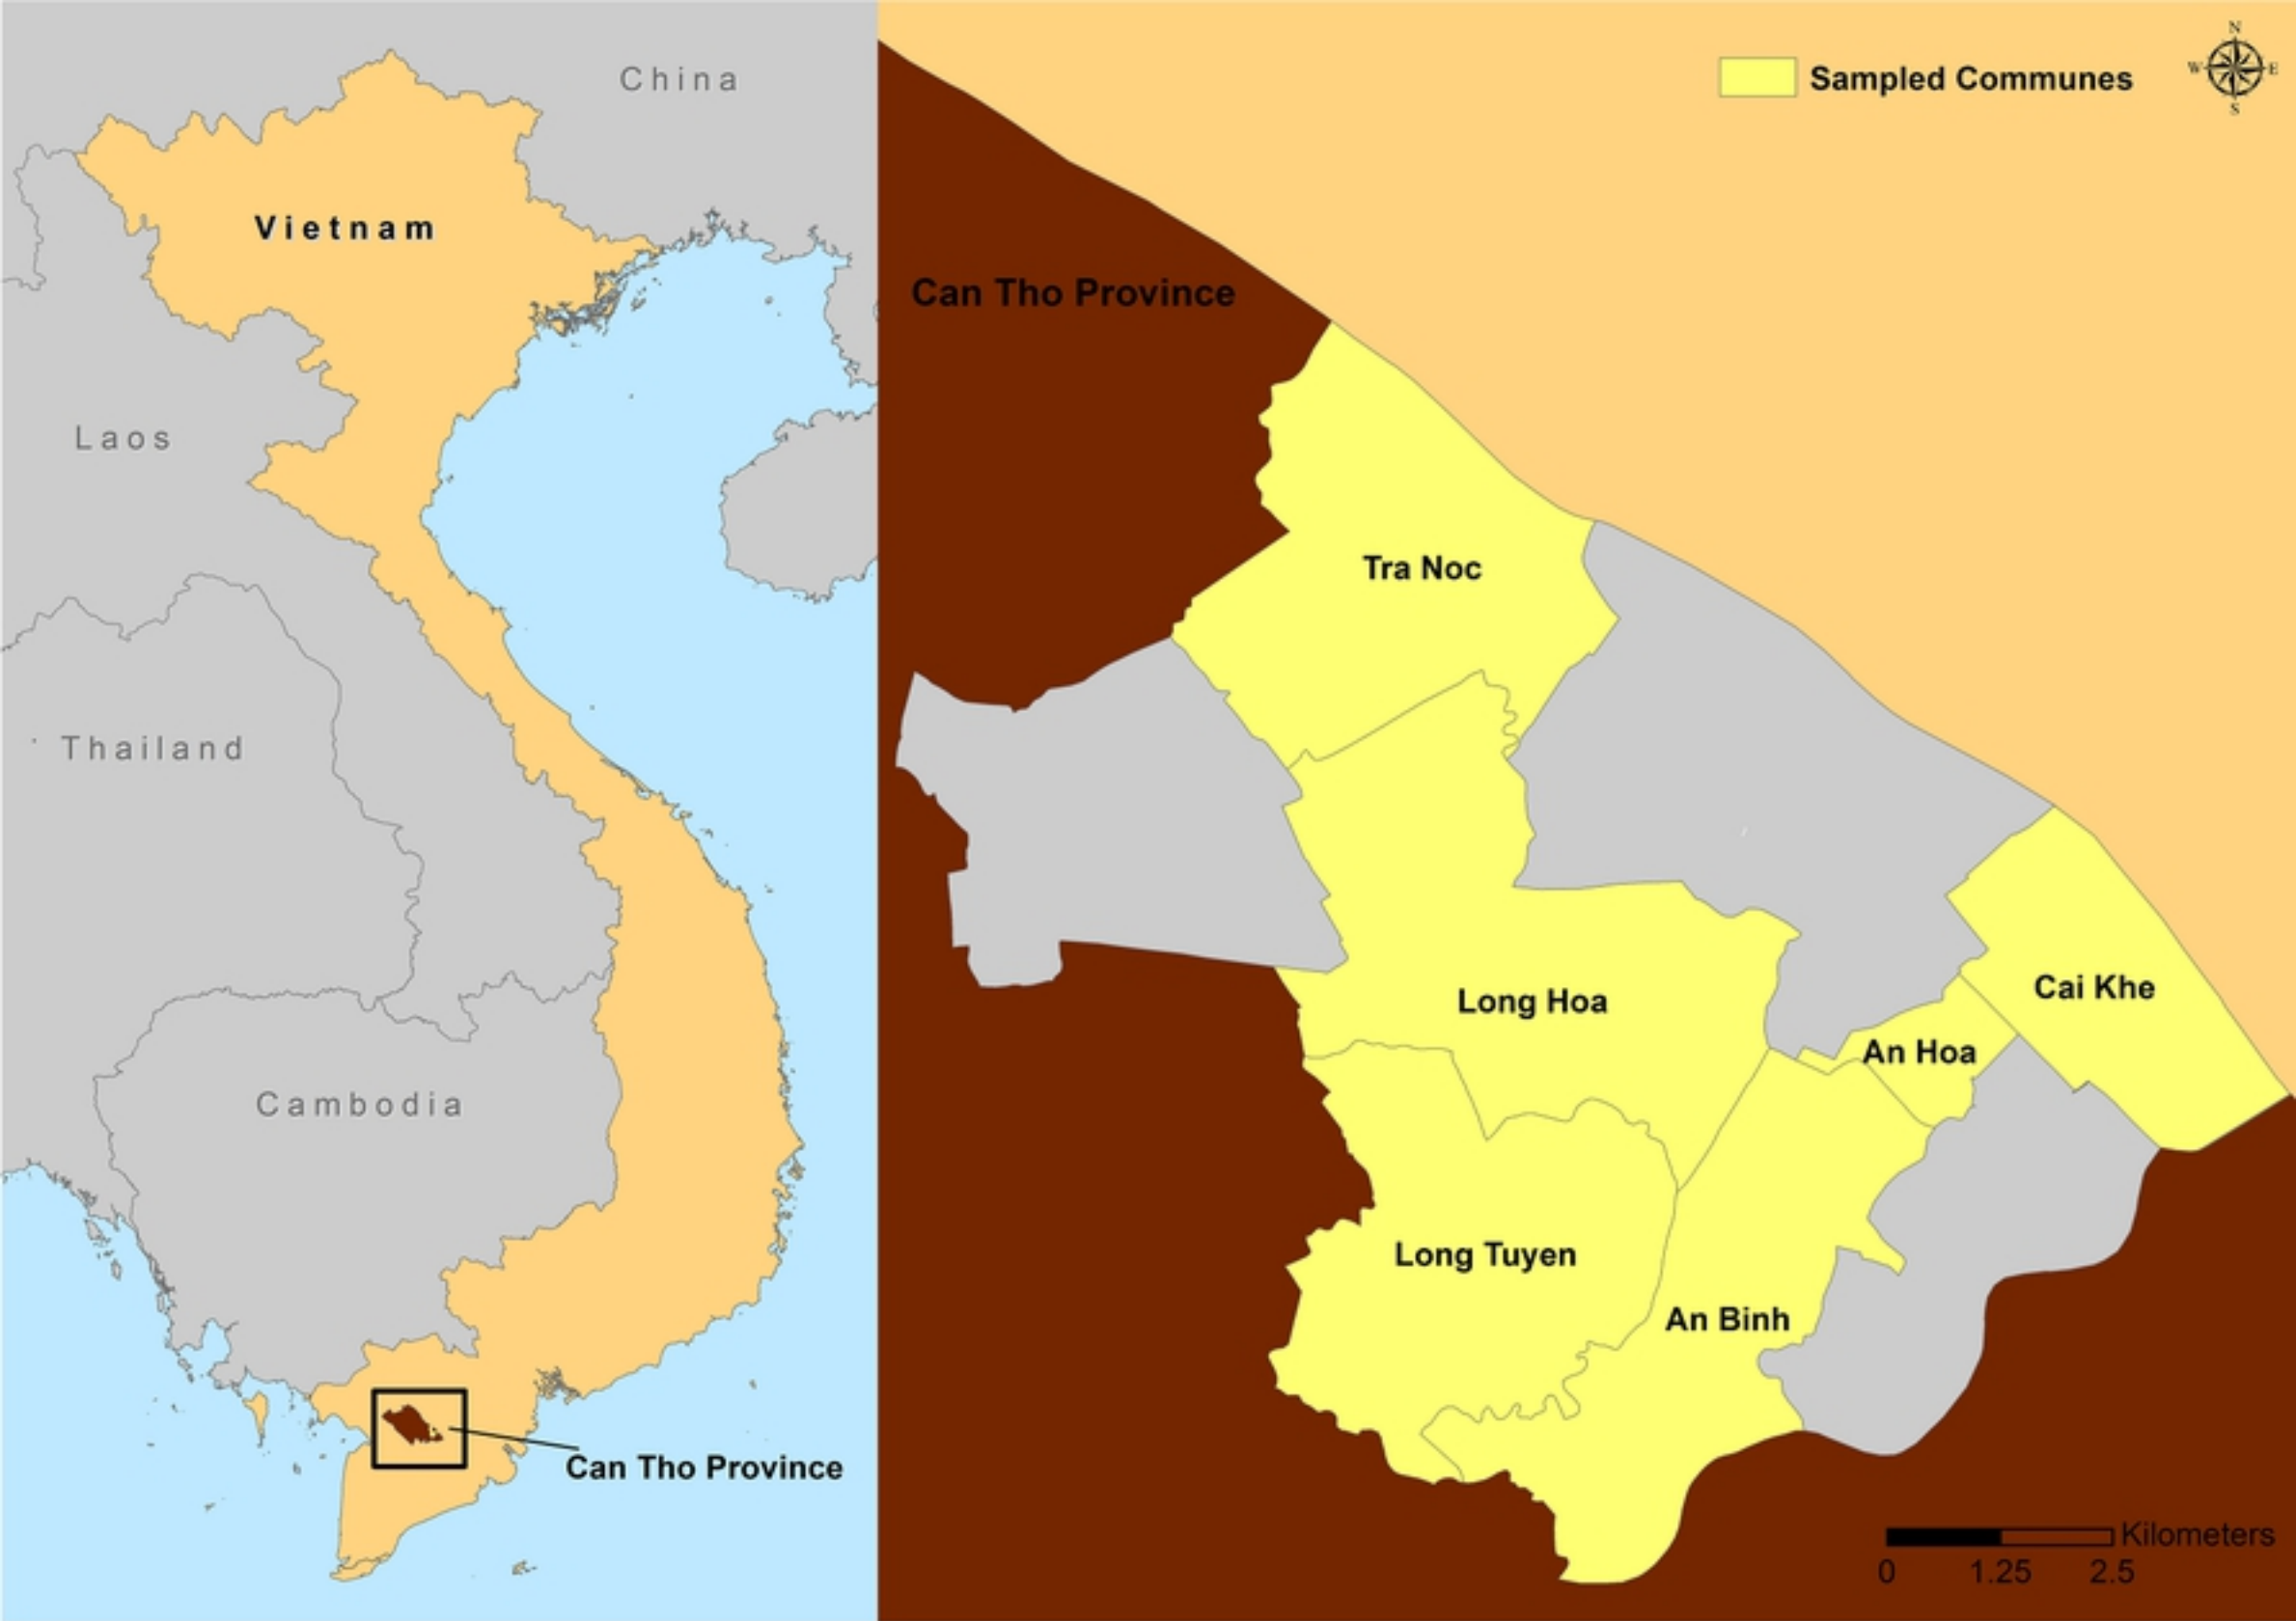 China
Vietnam
Laos
Thailand
Cambodia
Can Tho Province
Sampled Communes
N
W
E
S
Can Tho Province
Tra Noc
Long Hoa
Cai Khe
An Hoa
Long Tuyen
An Binh
Kilometers
0 1.25 2.5